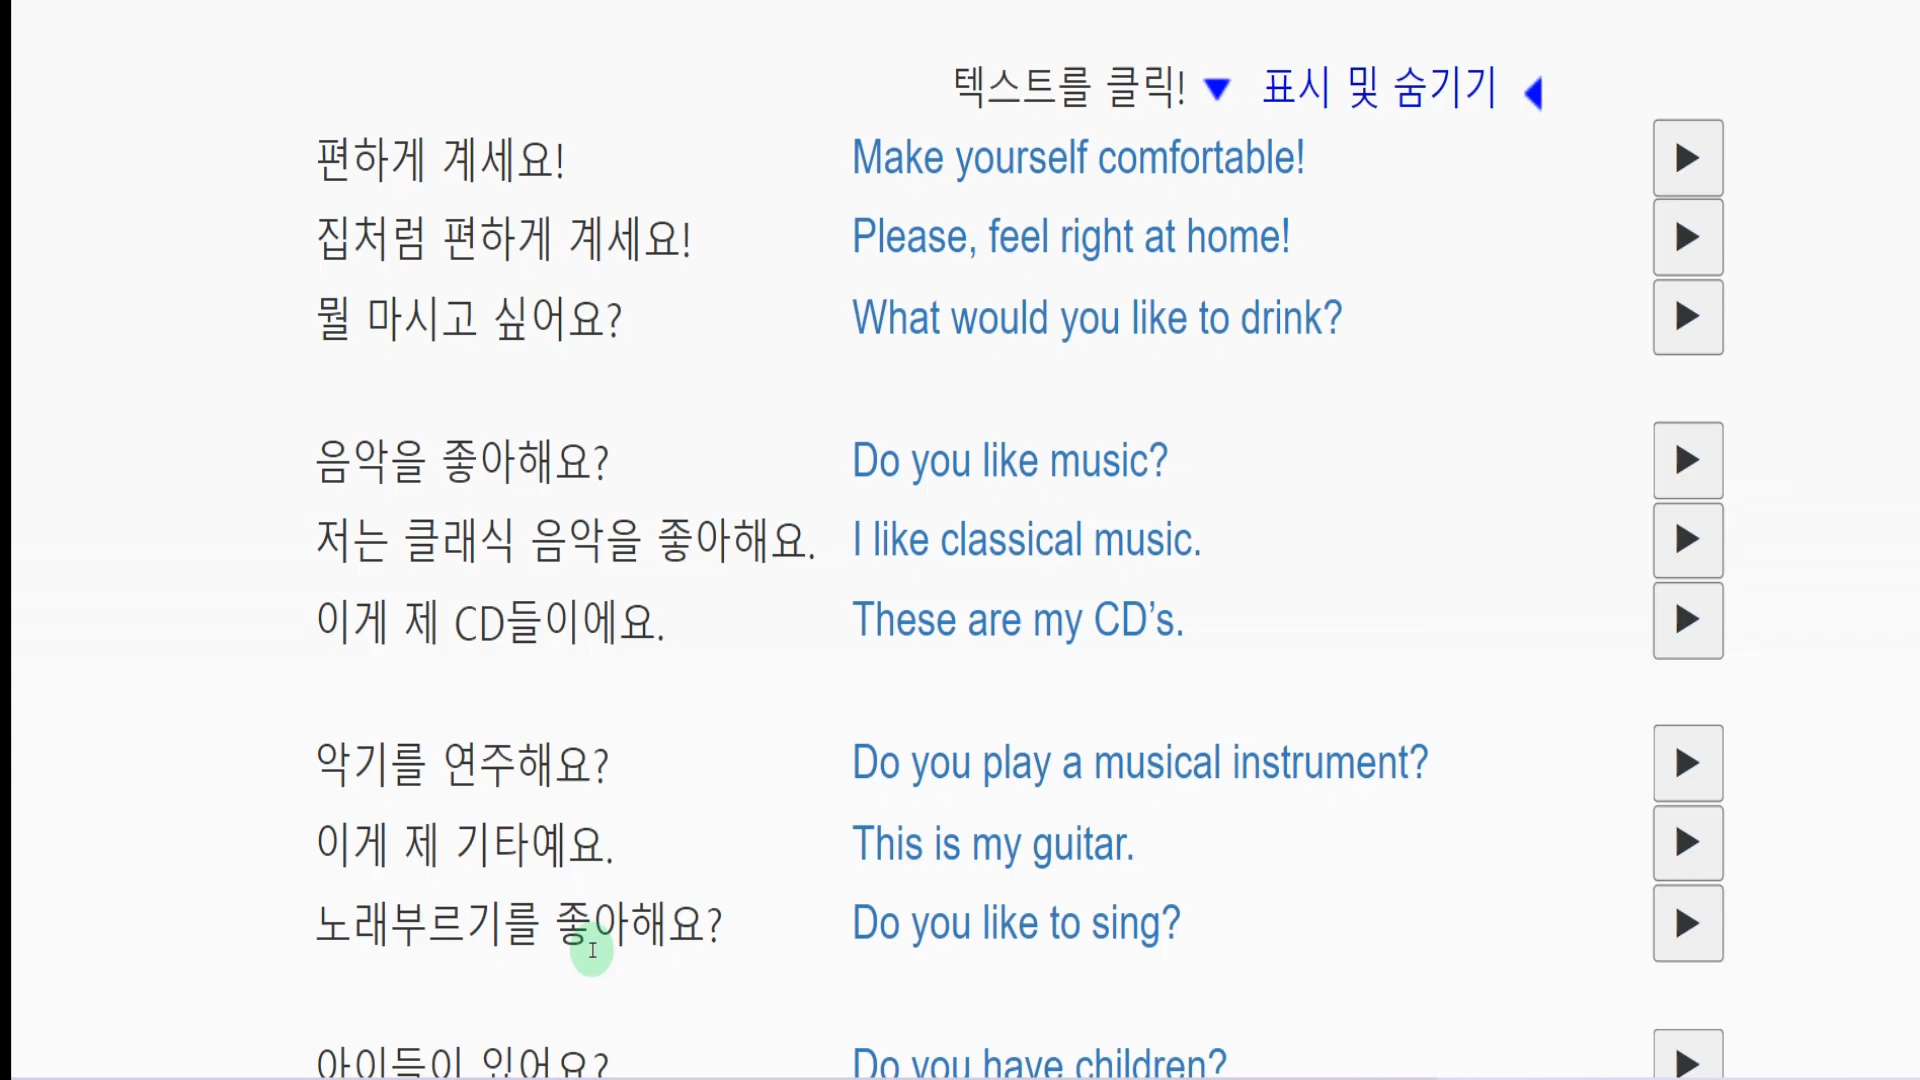 텍스트를 클릭! ▼ 표시 및 숨기기 ◀
편하게 계세요! Make yourself comfortable!
집처럼 편하게 계세요! Please, feel right at home!
뭘 마시고 싶어요? What would you like to drink?
음악을 좋아해요? Do you like music?
저는 클래식 음악을 좋아해요. I like classical music.
이게 제 CD들이에요. These are my CD’s.
악기를 연주해요? Do you play a musical instrument?
이게 제 기타예요. This is my guitar.
노래부르기를 좋아해요? Do you like to sing?
아이들이 있어요? Do you have children?